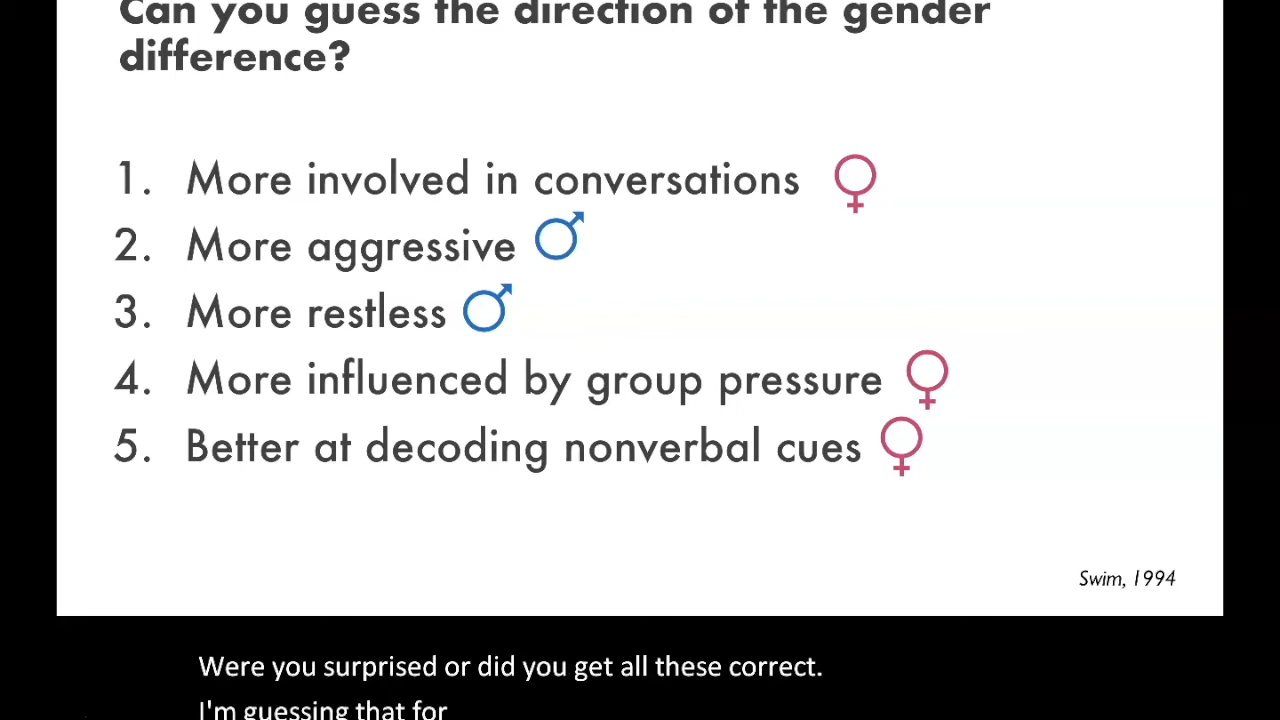 Can you guess the direction of the gender
difference?
1. More involved in conversations
2. More aggressive
3. More restless
4. More influenced by group pressure
5. Better at decoding nonverbal cues
Swim, 1994
Were you surprised or did you get all these correct.
I'm guessing that for